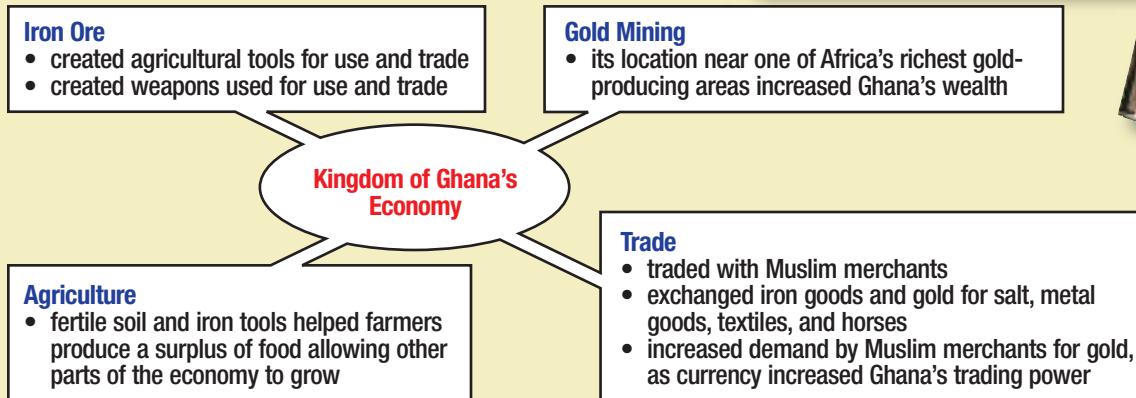 Iron Ore
• created agricultural tools for use and trade
• created weapons used for use and trade
Gold Mining
• its location near one of Africa's richest gold-
producing areas increased Ghana's wealth
Kingdom of Ghana's
Economy
Agriculture
• fertile soil and iron tools helped farmers
produce a surplus of food allowing other
parts of the economy to grow
Trade
• traded with Muslim merchants
• exchanged iron goods and gold for salt, metal
goods, textiles, and horses
• increased demand by Muslim merchants for gold,
as currency increased Ghana's trading power